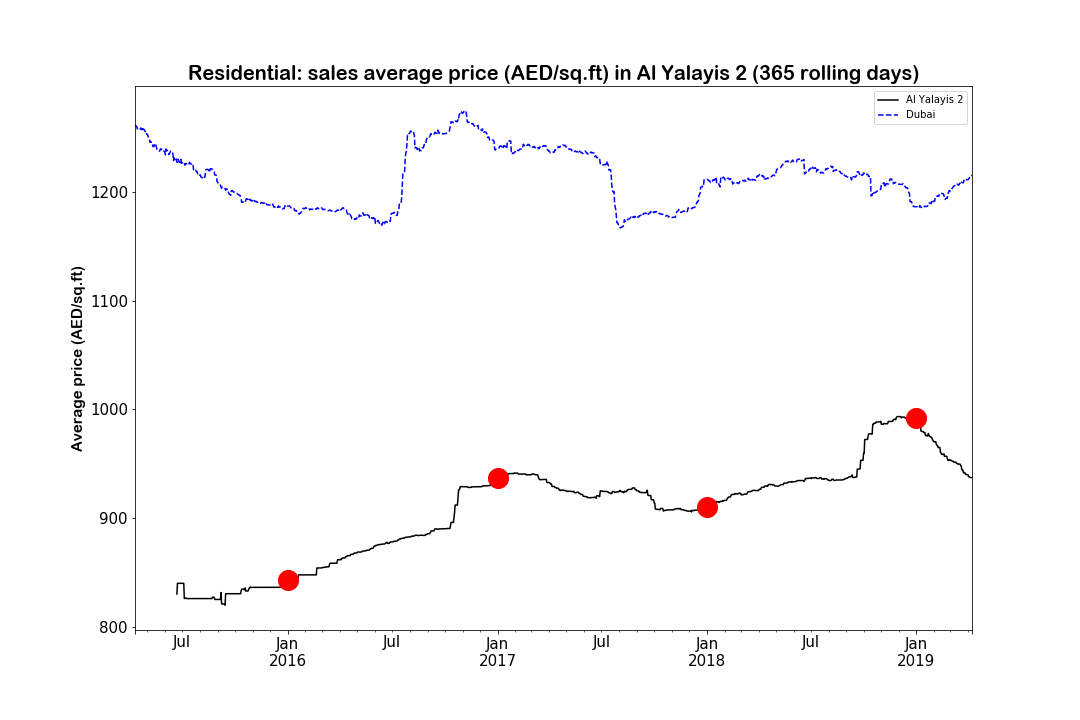 Residential: sales average price (AED/sq.ft) in Al Yalayis 2 (365 rolling days)
Al Yalayis 2
Dubai
Average price (AED/sq.ft)
1200
1100
1000
900
800
Jul Jan Jul Jan Jul Jan Jul Jan
2016 2017 2018 2019